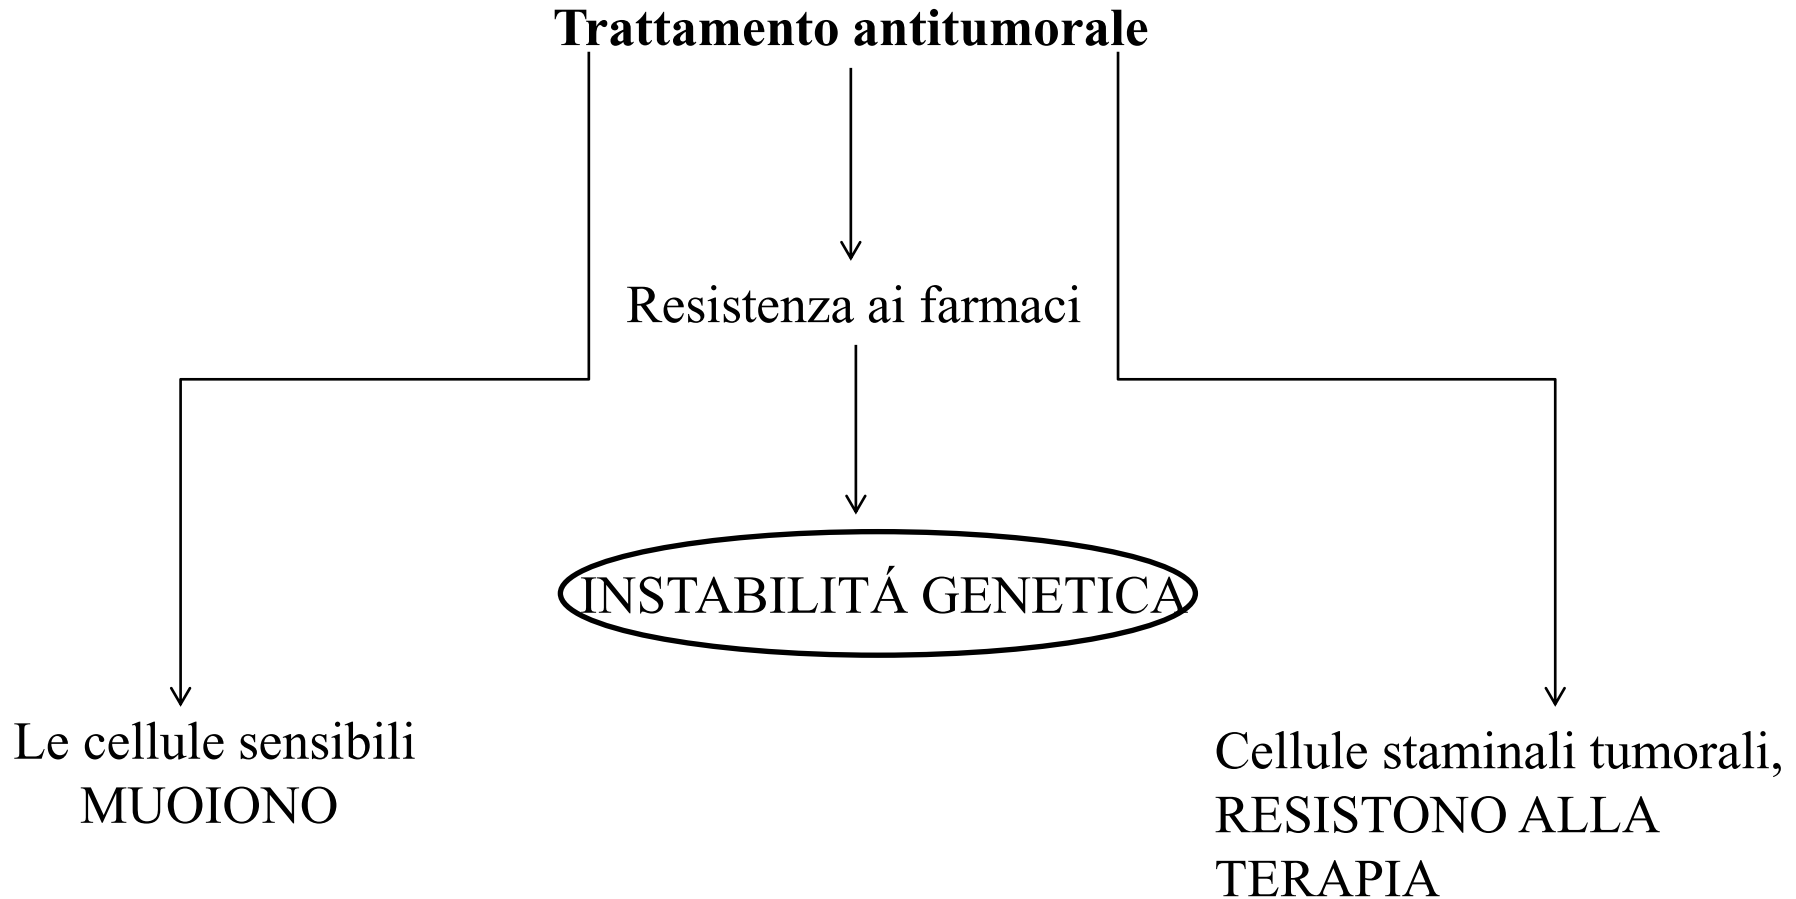 Trattamento antitumorale
Resistenza ai farmaci
INSTABILITÁ GENETICA
Le cellule sensibili
MUOIONO
Cellule staminali tumorali,
RESISTONO ALLA
TERAPIA